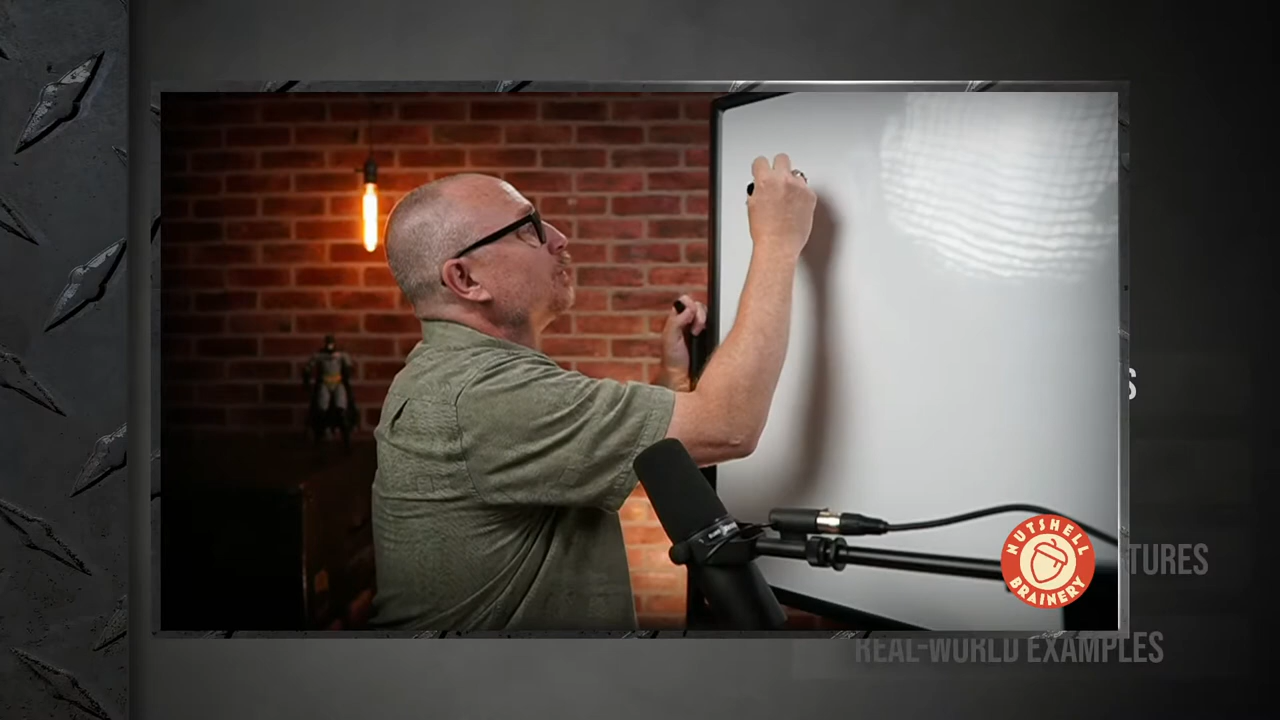 S
NUTSHELL
BRAINERY
TURES
REAL-WORLD EXAMPLES